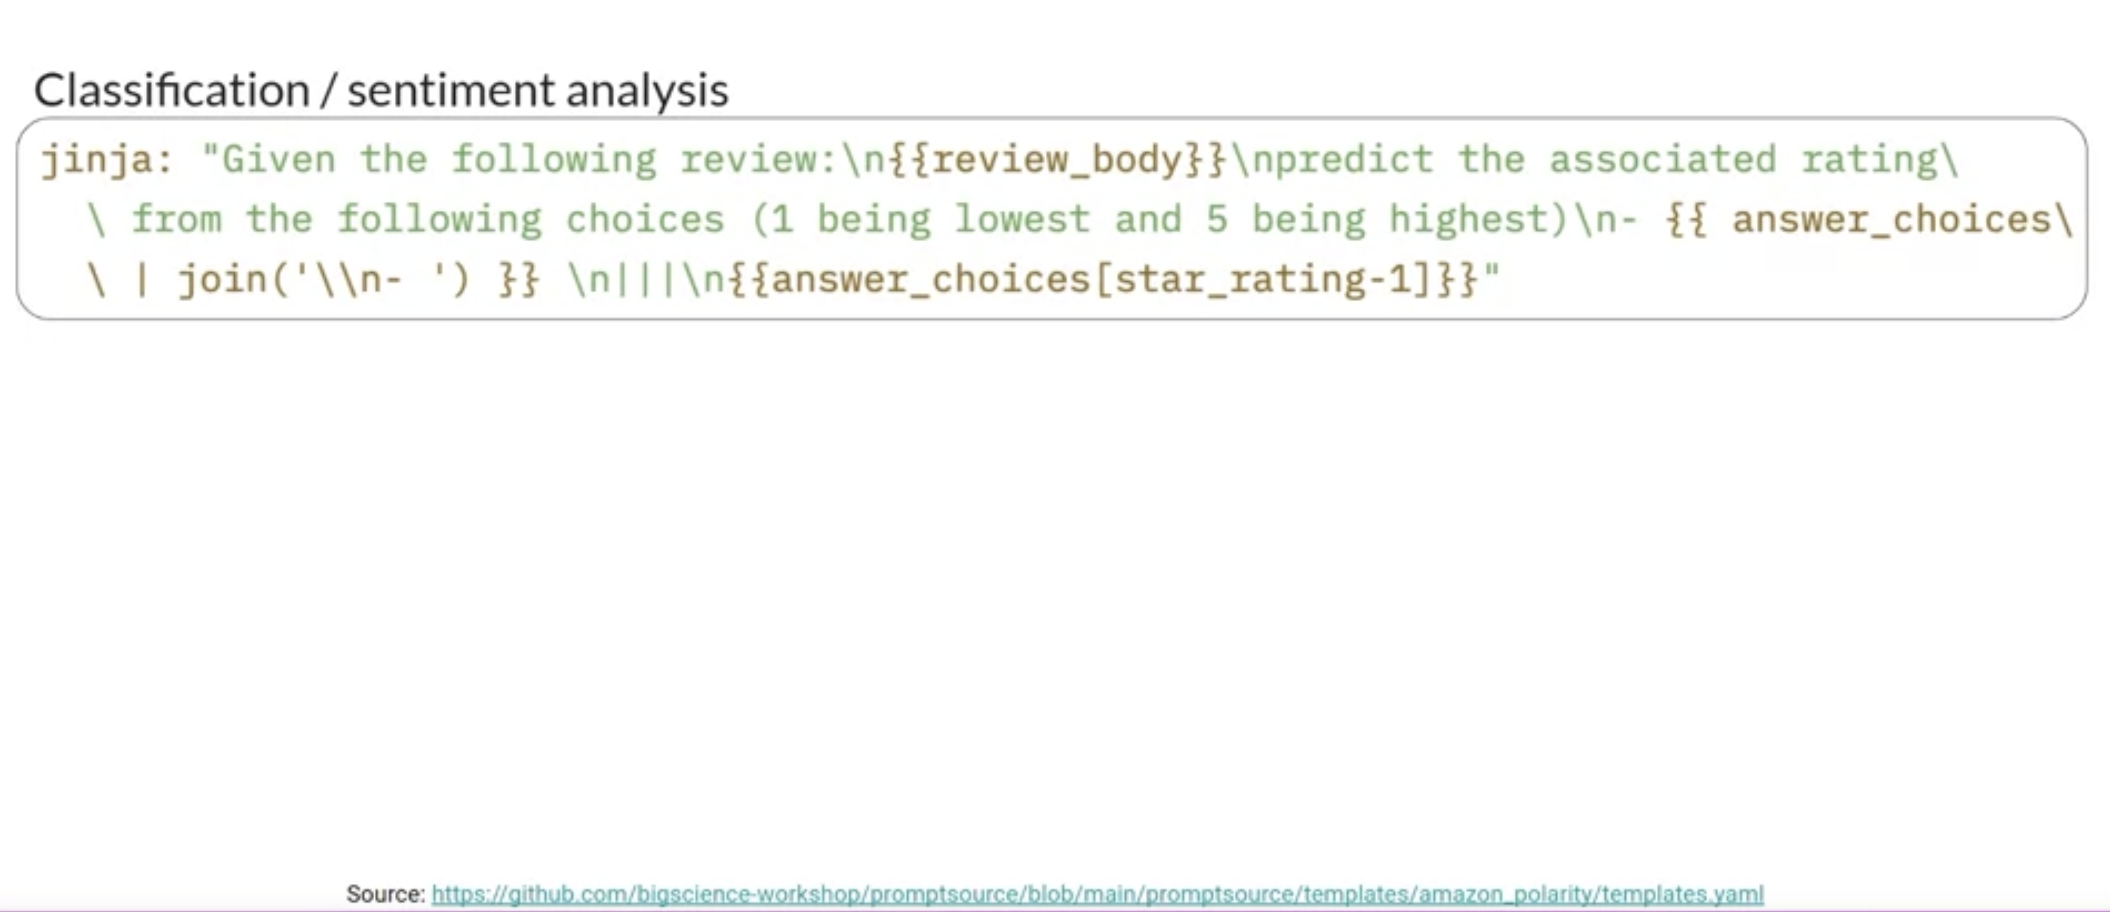 Classification / sentiment analysis
jinja: "Given the following review:\n{{review_body}}\npredict the associated rating\
\ from the following choices (1 being lowest and 5 being highest)\n- {{ answer_choices\
\ | join('\\n- ') }} \n|||\n{{answer_choices[star_rating-1]}}"
Source: https://github.com/bigscience-workshop/promptsource/blob/main/promptsource/templates/amazon_polarity/templates.yaml